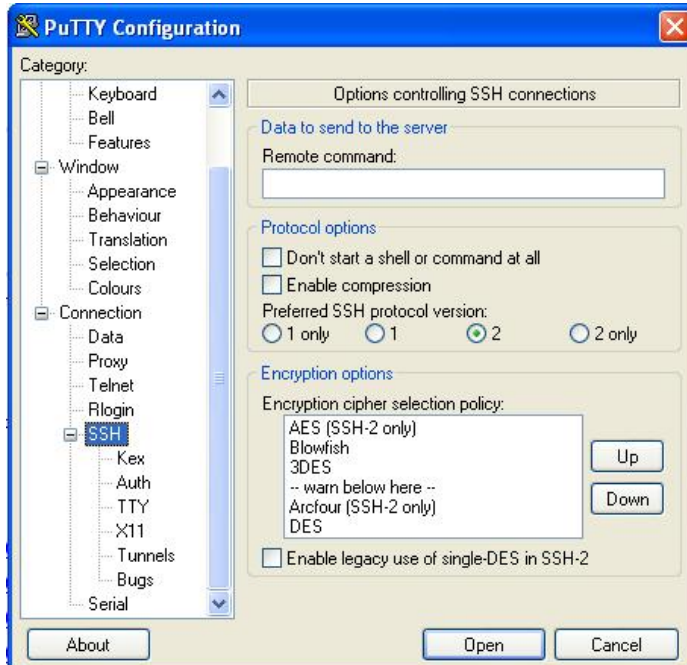 PuTTY Configuration
Category:
Keyboard
Bell
Features
Window
Appearance
Behaviour
Translation
Selection
Colours
Connection
Data
Proxy
Telnet
Rlogin
SSH
Kex
Auth
TTY
X11
Tunnels
Bugs
Serial
Options controlling SSH connections
Data to send to the server
Remote command:
Protocol options
Don't start a shell or command at all
Enable compression
Preferred SSH protocol version:
1 only 1 2 2 only
Encryption options
Encryption cipher selection policy:
AES (SSH-2 only)
Blowfish
3DES
-- warn below here --
Arcfour (SSH-2 only)
DES
Up
Down
Enable legacy use of single-DES in SSH-2
About Open Cancel